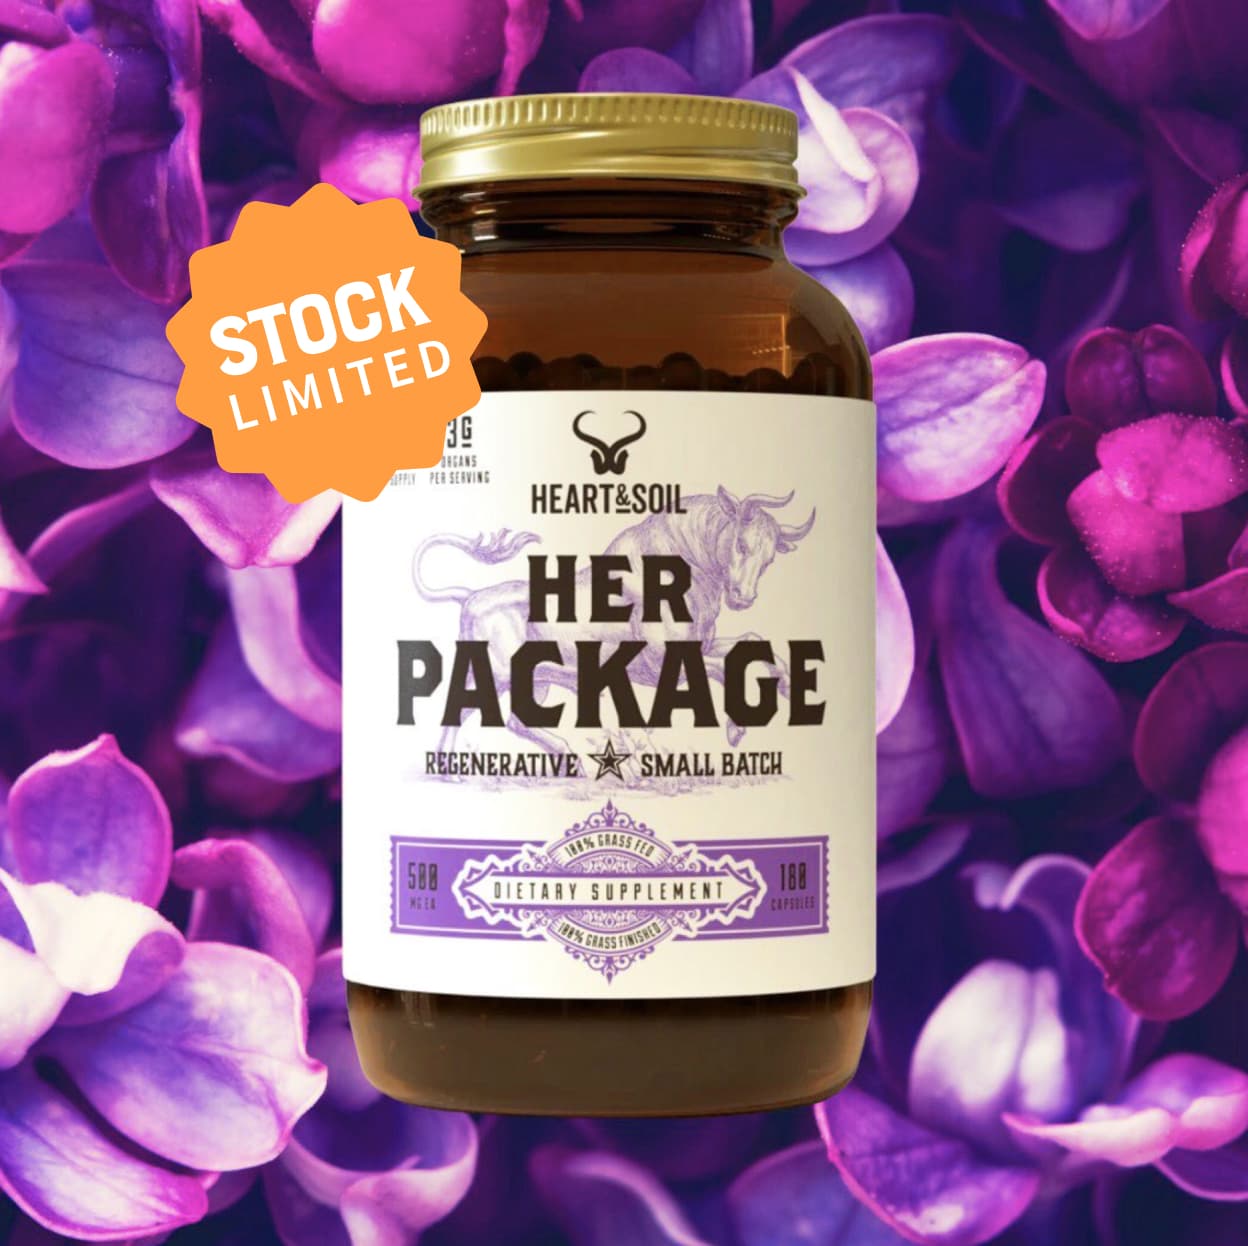 STOCK
LIMITED
3G
ORGANS
SUPPLY PER SERVING
HEART&SOIL
HER
PACKAGE
REGENERATIVE SMALL BATCH
100% GRASS FED
500 MG EA.
DIETARY SUPPLEMENT
180 CAPSULES
100% GRASS FINISHED